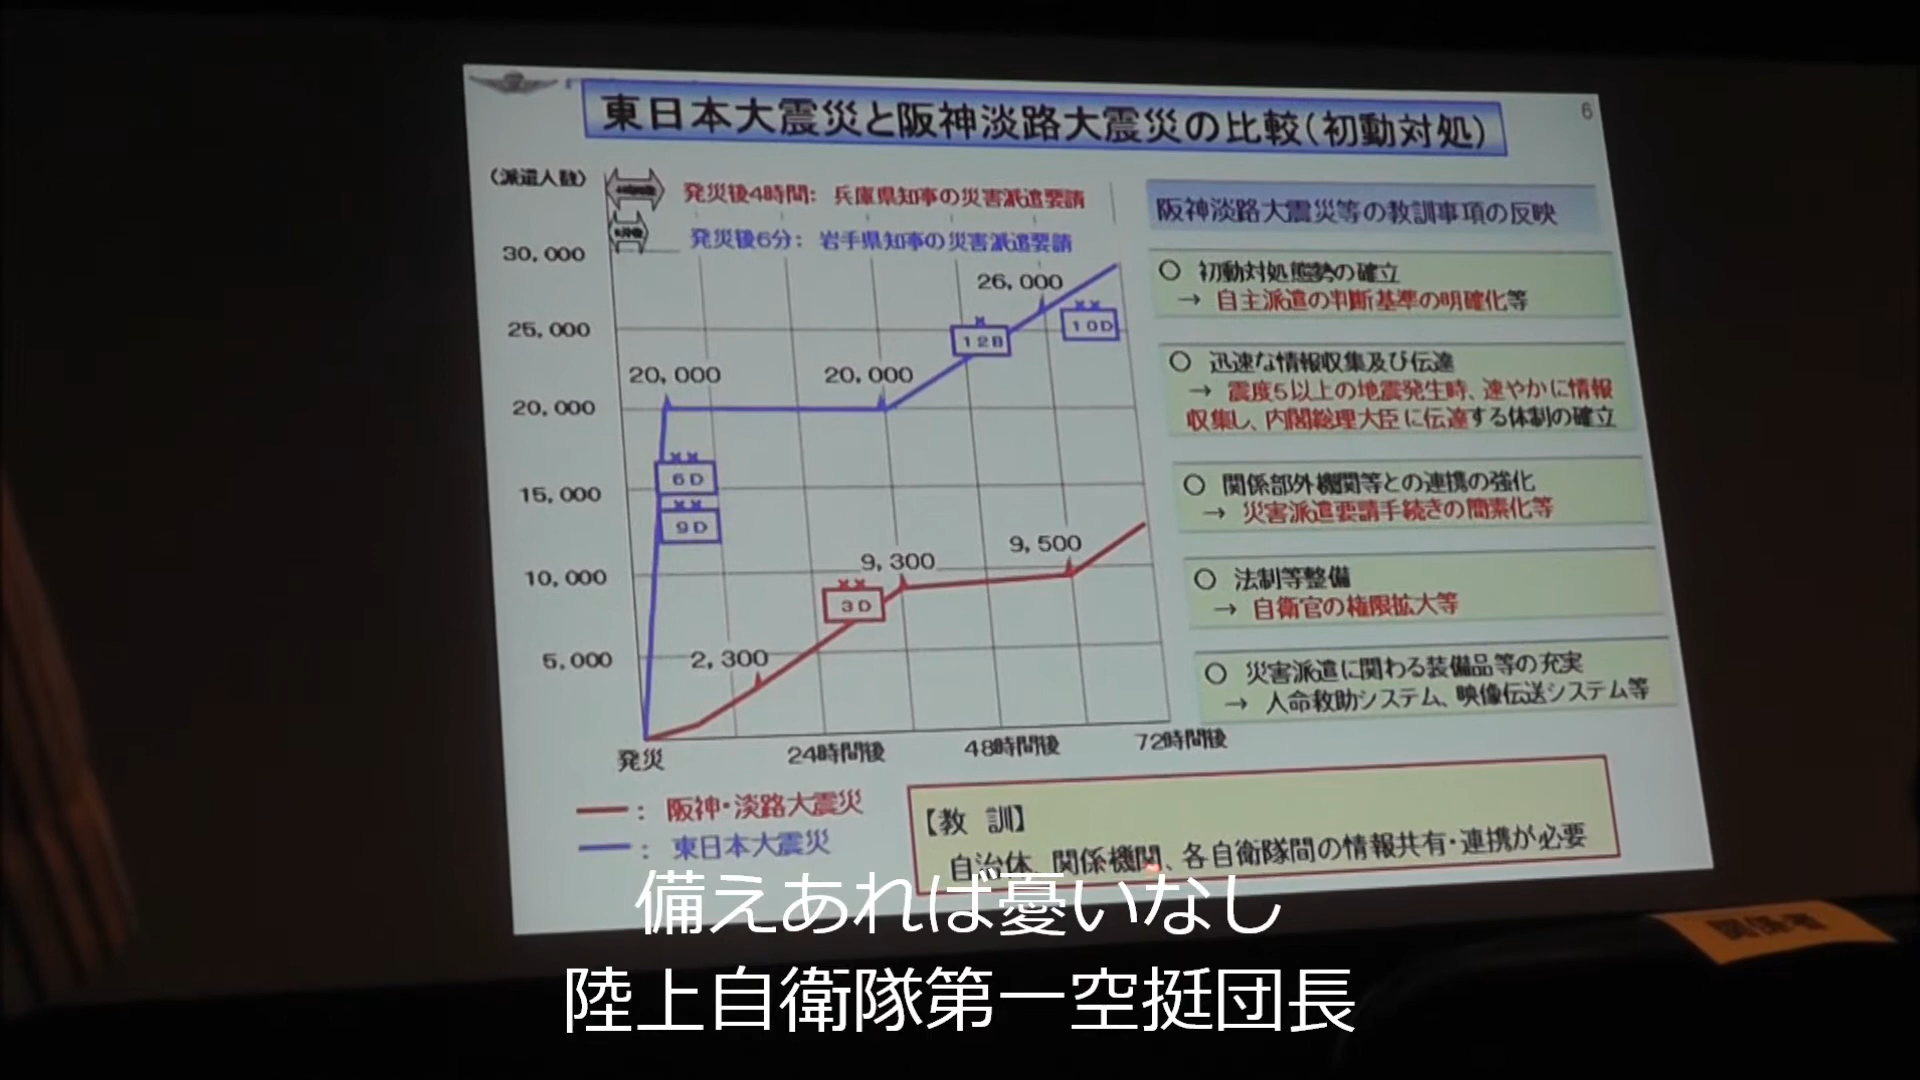 6
東日本大震災と阪神淡路大震災の比較(初動対処)
(派遣人数)
発災後4時間: 兵庫県知事の災害派遣要請
発災後6分: 岩手県知事の災害派遣要請
30,000
25,000
20,000
15,000
10,000
5,000
20,000
20,000
26,000
12B
10D
6D
9D
3D
2,300
9,300
9,500
発災
24時間後
48時間後
72時間後
: 阪神・淡路大震災
: 東日本大震災
阪神淡路大震災等の教訓事項の反映
○ 初動対処態勢の確立
→ 自主派遣の判断基準の明確化等
○ 迅速な情報収集及び伝達
→ 震度5以上の地震発生時、速やかに情報
収集し、内閣総理大臣に伝達する体制の確立
○ 関係部外機関等との連携の強化
→ 災害派遣要請手続きの簡素化等
○ 法制等整備
→ 自衛官の権限拡大等
○ 災害派遣に関わる装備品等の充実
→ 人命救助システム、映像伝送システム等
【教 訓】
自治体、関係機関、各自衛隊間の情報共有・連携が必要
備えあれば憂いなし
陸上自衛隊第一空挺団長